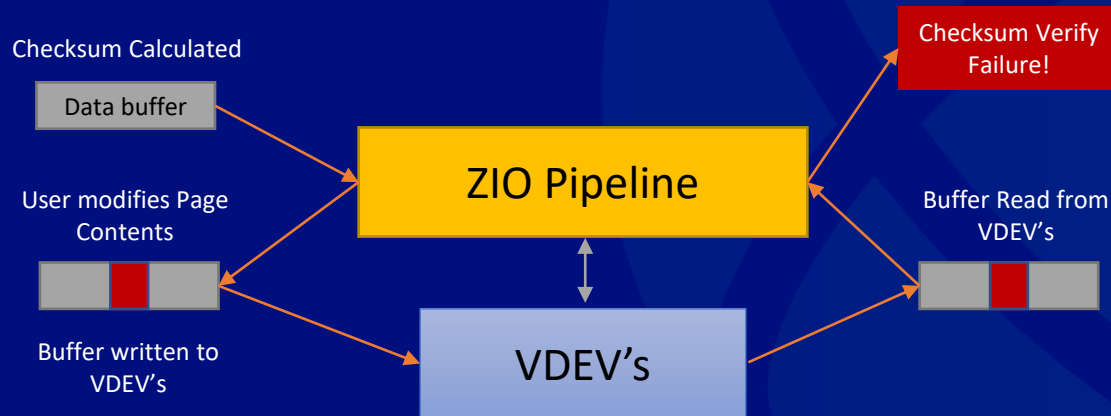 Checksum Calculated
Data buffer
User modifies Page
Contents
Buffer written to
VDEV's
ZIO Pipeline
VDEV's
Checksum Verify
Failure!
Buffer Read from
VDEV's